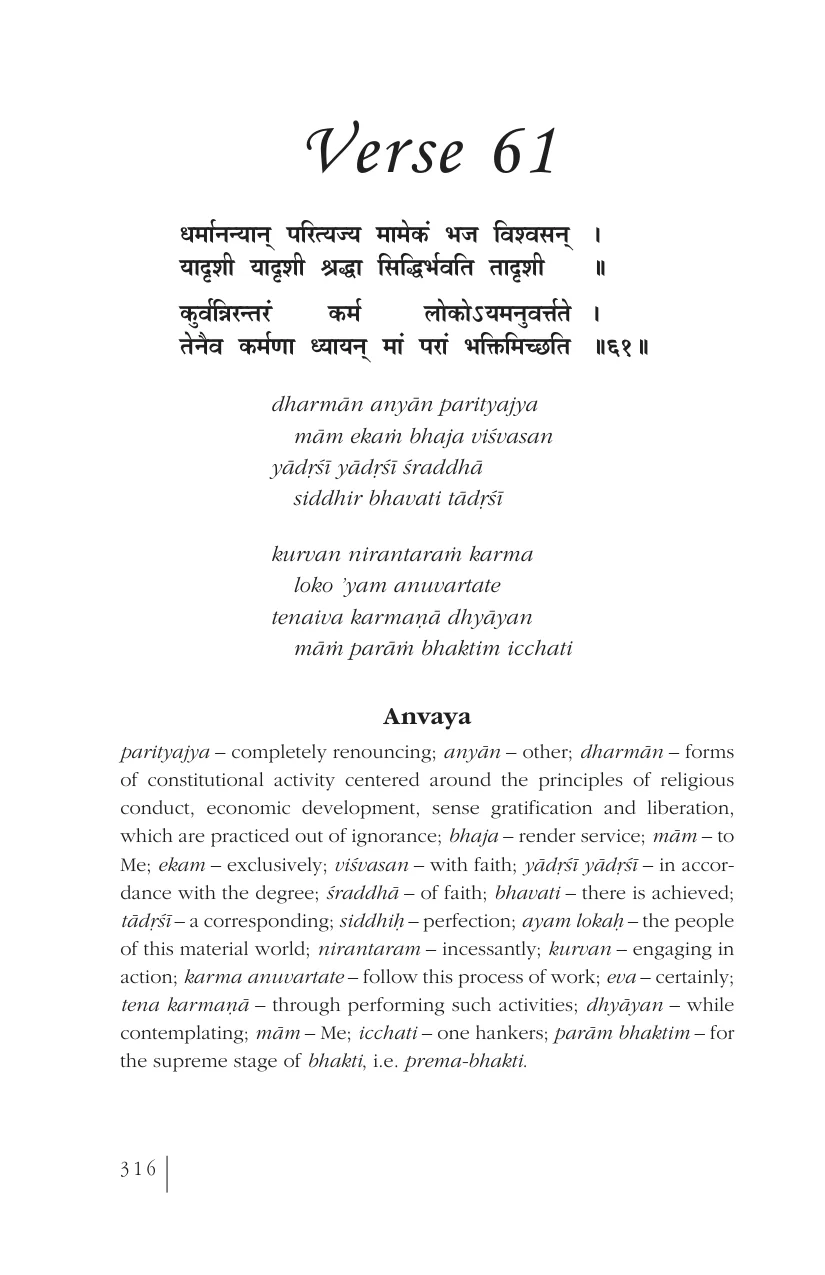 Verse 61
धर्मानन्यान् परित्यज्य मामेकं भज विश्वसन् ।
यादृशी यादृशी श्रद्धा सिद्धिर्भवति तादृशी ॥
कुर्वन्निरन्तरं कर्म लोकोऽयमनुवर्त्तते ।
तेनैव कर्मणा ध्यायन् मां परां भक्तिमिच्छति ॥६१॥
dharmān anyān parityajya
mām ekaṁ bhaja viśvasan
yādṛśī yādṛśī śraddhā
siddhir bhavati tādṛśī
kurvan nirantaraṁ karma
loko ’yam anuvartate
tenaiva karmaṇā dhyāyan
māṁ parāṁ bhaktim icchati
Anvaya
parityajya – completely renouncing; anyān – other; dharmān – forms
of constitutional activity centered around the principles of religious
conduct, economic development, sense gratification and liberation,
which are practiced out of ignorance; bhaja – render service; mām – to
Me; ekam – exclusively; viśvasan – with faith; yādṛśī yādṛśī – in accor-
dance with the degree; śraddhā – of faith; bhavati – there is achieved;
tādṛśī – a corresponding; siddhiḥ – perfection; ayam lokaḥ – the people
of this material world; nirantaram – incessantly; kurvan – engaging in
action; karma anuvartate – follow this process of work; eva – certainly;
tena karmaṇā – through performing such activities; dhyāyan – while
contemplating; mām – Me; icchati – one hankers; parām bhaktim – for
the supreme stage of bhakti, i.e. prema-bhakti.
316